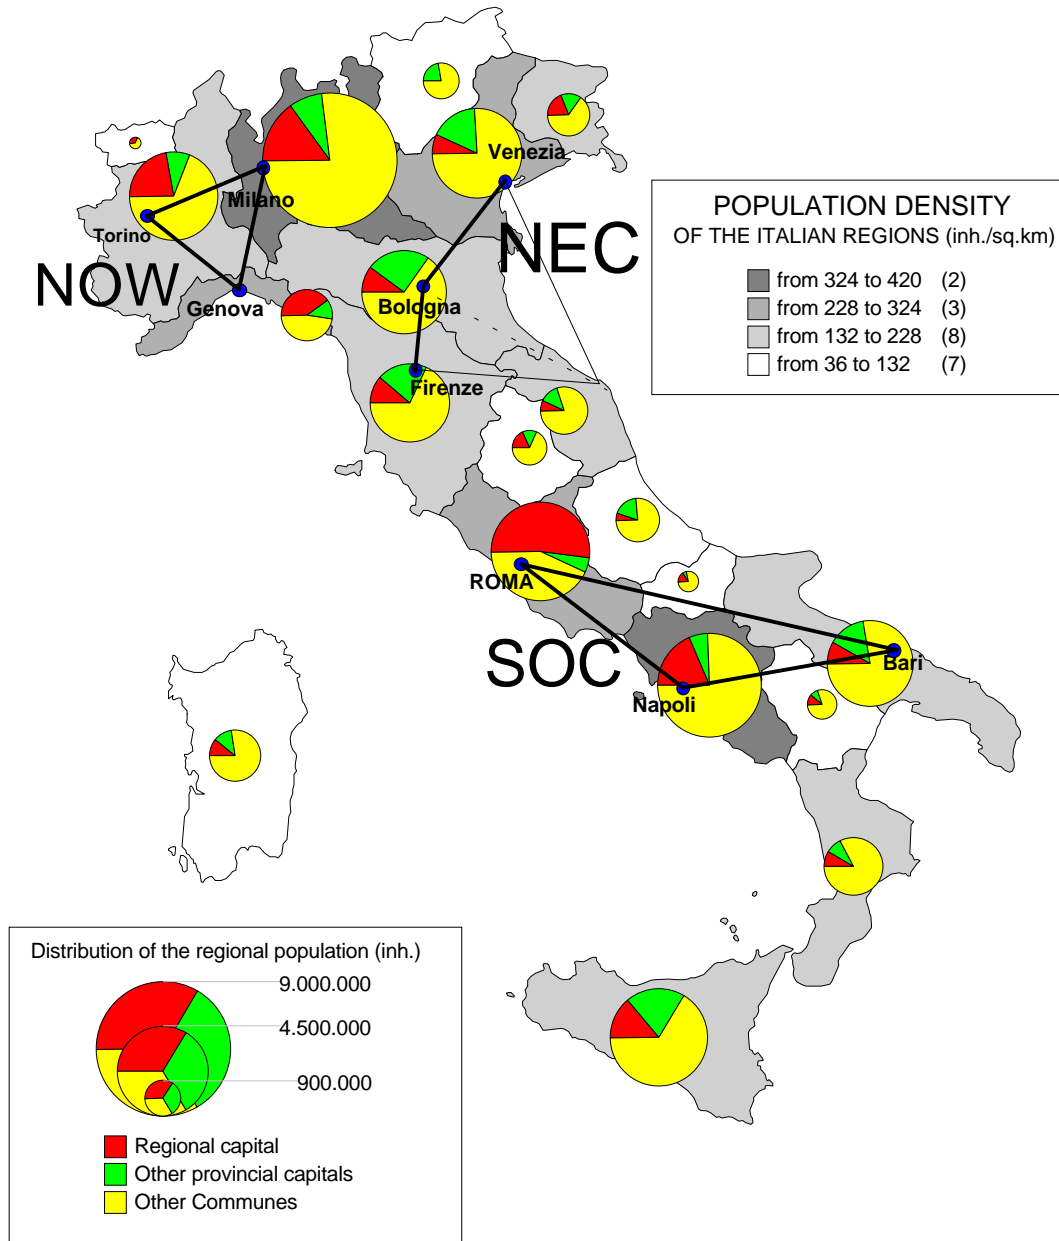 Venezia
Milano
Torino
NEC
NOW
Genova
Bologna
Firenze
ROMA
SOC
Napoli
Bari
POPULATION DENSITY
OF THE ITALIAN REGIONS (inh./sq.km)
from 324 to 420 (2)
from 228 to 324 (3)
from 132 to 228 (8)
from 36 to 132 (7)
Distribution of the regional population (inh.)
9.000.000
4.500.000
900.000
Regional capital
Other provincial capitals
Other Communes